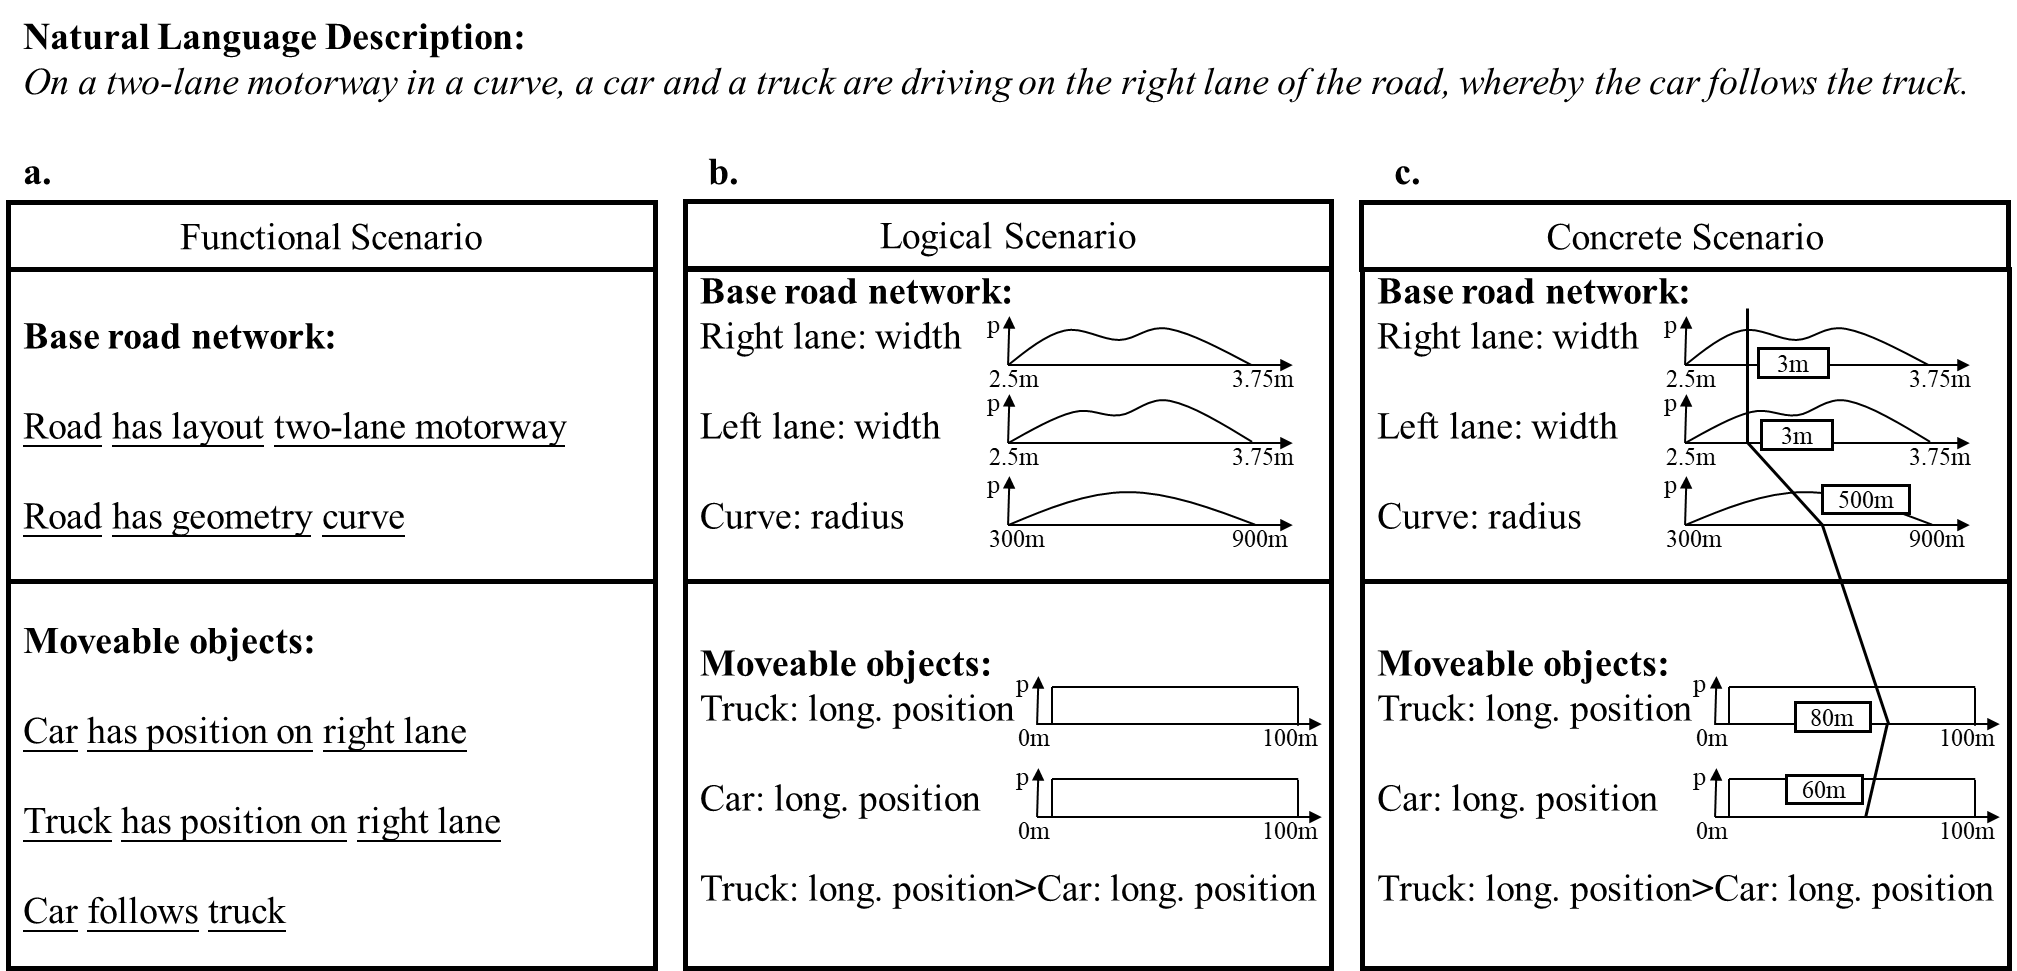 Natural Language Description:
On a two-lane motorway in a curve, a car and a truck are driving on the right lane of the road, whereby the car follows the truck.
a.
Functional Scenario
Base road network:
Road has layout two-lane motorway
Road has geometry curve
Moveable objects:
Car has position on right lane
Truck has position on right lane
Car follows truck
b.
Logical Scenario
Base road network:
Right lane: width p
2.5m 3.75m
Left lane: width p
2.5m 3.75m
Curve: radius p
300m 900m
Moveable objects:
Truck: long. position p
0m 100m
Car: long. position p
0m 100m
Truck: long. position>Car: long. position
c.
Concrete Scenario
Base road network:
Right lane: width p
3m
2.5m 3.75m
Left lane: width p
3m
2.5m 3.75m
Curve: radius p
500m
300m 900m
Moveable objects:
Truck: long. position p
80m
0m 100m
Car: long. position p
60m
0m 100m
Truck: long. position>Car: long. position